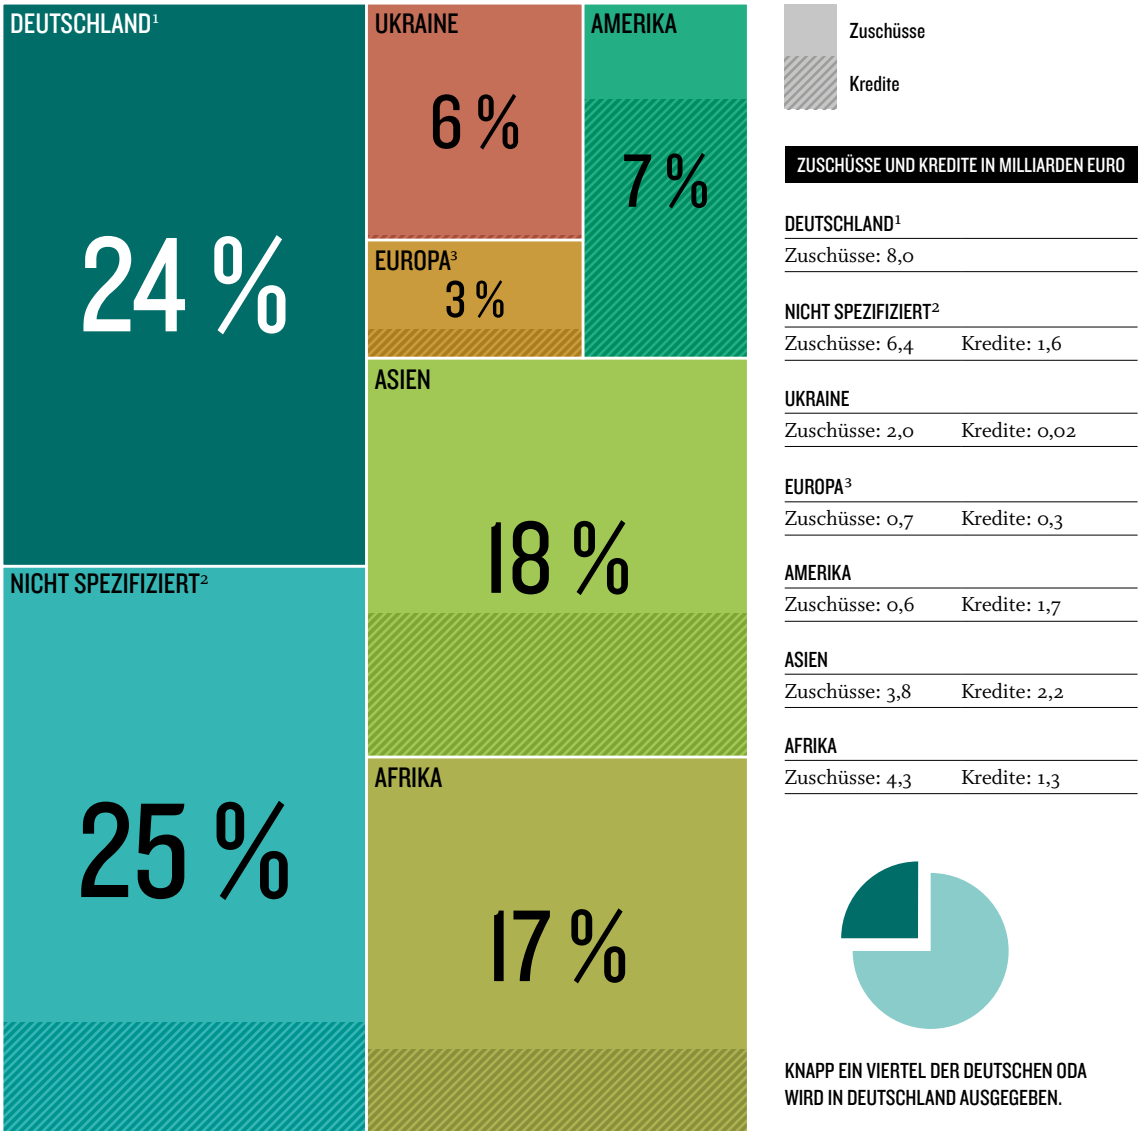 DEUTSCHLAND¹
24 %
NICHT SPEZIFIZIERT²
25 %
UKRAINE
6 %
EUROPA³
3 %
AMERIKA
7 %
ASIEN
18 %
AFRIKA
17 %
Zuschüsse
Kredite
ZUSCHÜSSE UND KREDITE IN MILLIARDEN EURO
DEUTSCHLAND¹
Zuschüsse: 8,0
NICHT SPEZIFIZIERT²
Zuschüsse: 6,4 Kredite: 1,6
UKRAINE
Zuschüsse: 2,0 Kredite: 0,02
EUROPA³
Zuschüsse: 0,7 Kredite: 0,3
AMERIKA
Zuschüsse: 0,6 Kredite: 1,7
ASIEN
Zuschüsse: 3,8 Kredite: 2,2
AFRIKA
Zuschüsse: 4,3 Kredite: 1,3
KNAPP EIN VIERTEL DER DEUTSCHEN ODA
WIRD IN DEUTSCHLAND AUSGEGEBEN.